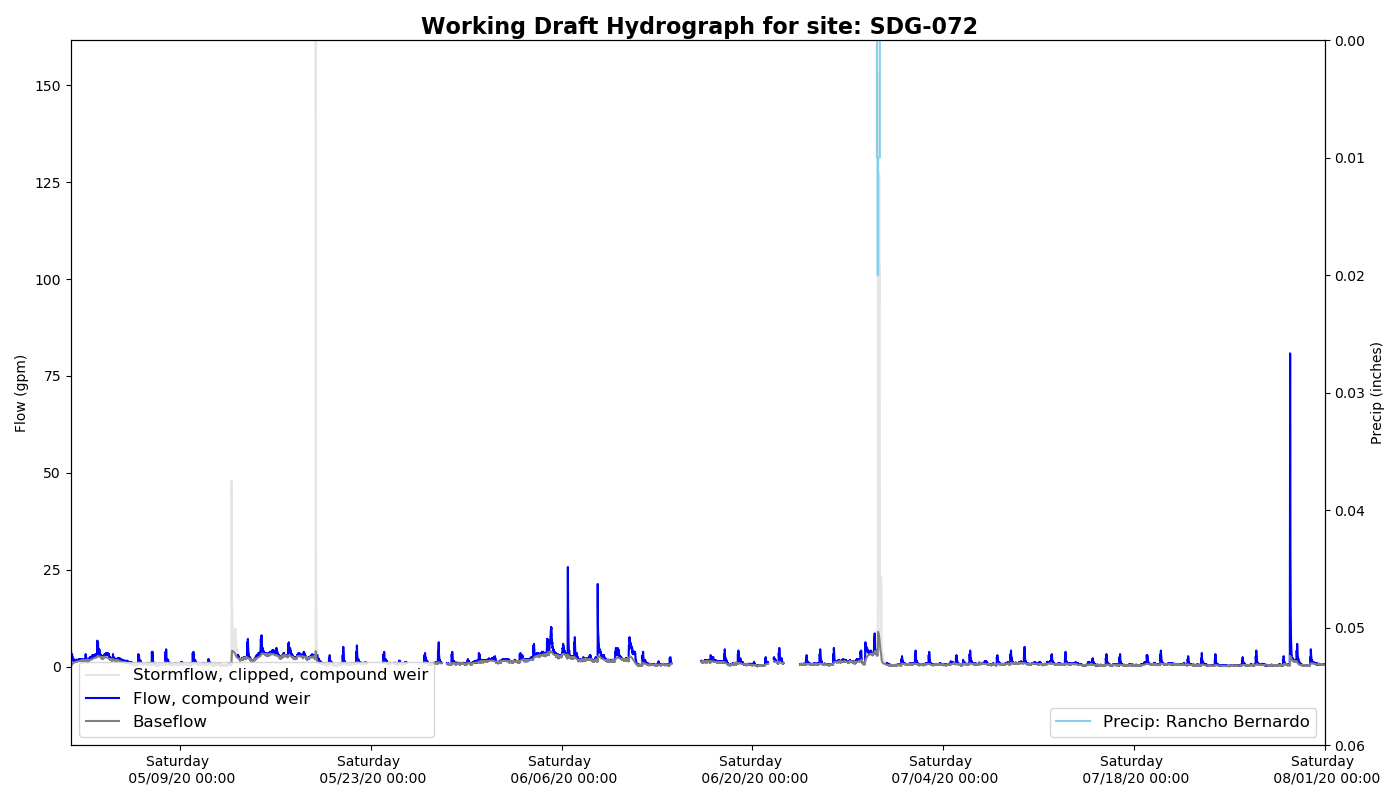 Working Draft Hydrograph for site: SDG-072
150
125
100
75
50
25
0
Flow (gpm)
0.00
0.01
0.02
0.03
0.04
0.05
0.06
Precip (inches)
Stormflow, clipped, compound weir
Flow, compound weir
Baseflow
Precip: Rancho Bernardo
Saturday
05/09/20 00:00
Saturday
05/23/20 00:00
Saturday
06/06/20 00:00
Saturday
06/20/20 00:00
Saturday
07/04/20 00:00
Saturday
07/18/20 00:00
Saturday
08/01/20 00:00